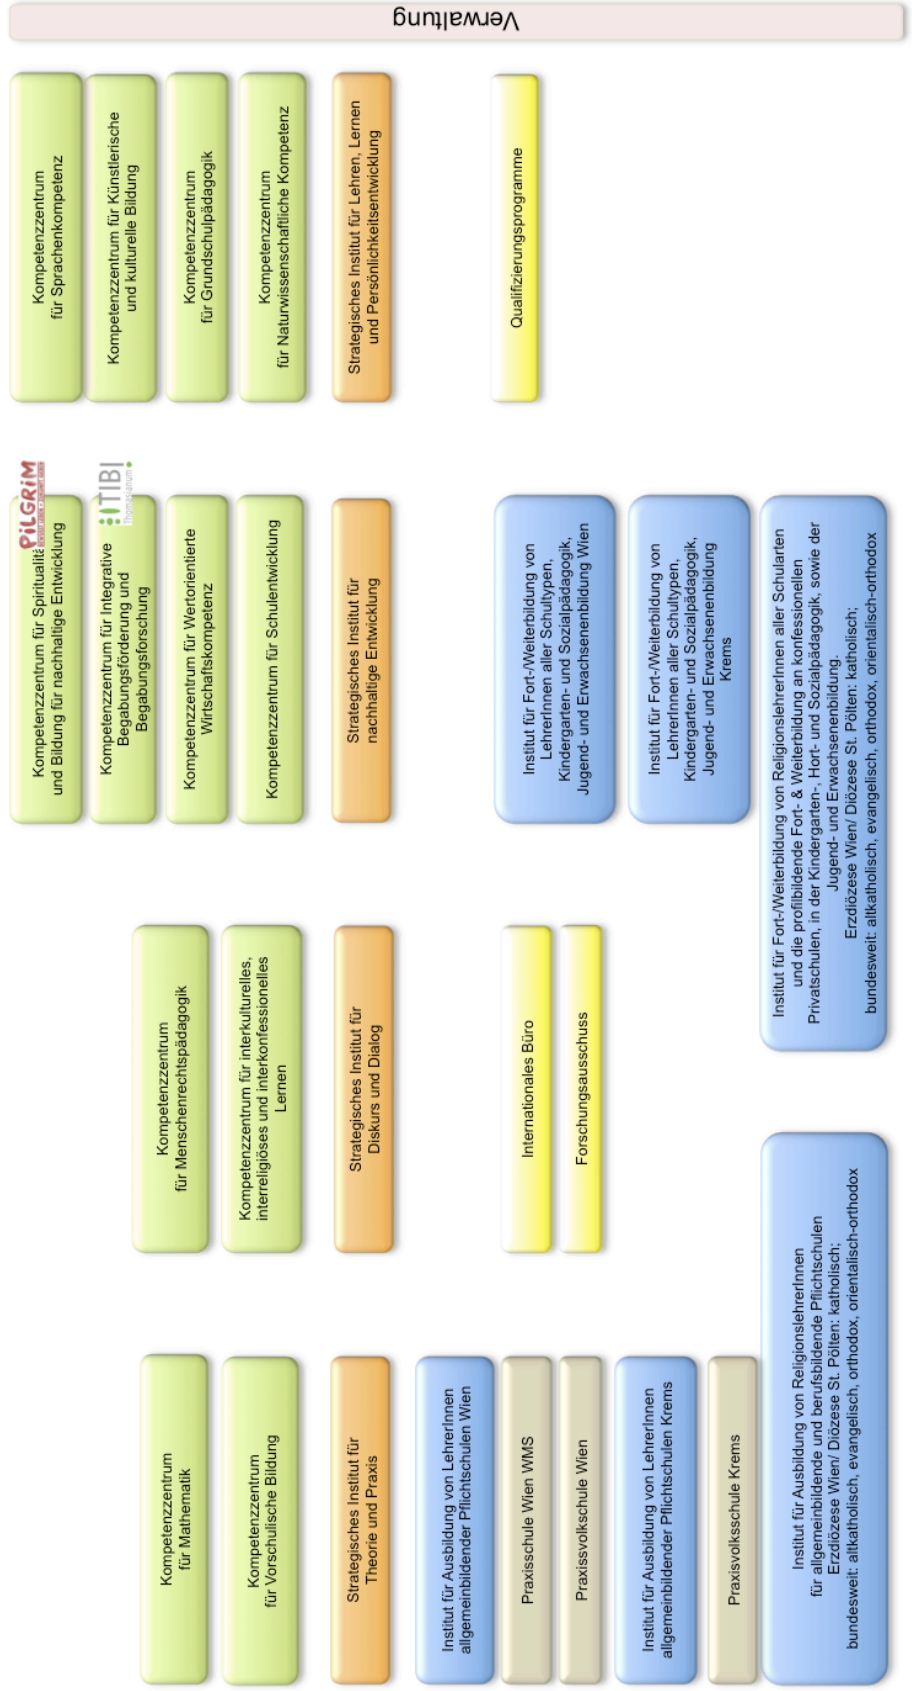 Kompetenzzentrum
für Mathematik
Kompetenzzentrum
für Vorschulische Bildung
Strategisches Institut für
Theorie und Praxis
Institut für Ausbildung von LehrerInnen
allgemeinbildender Pflichtschulen Wien
Praxisschule Wien WMS
Praxissvolkschule Wien
Institut für Ausbildung von LehrerInnen
allgemeinbildender Pflichtschulen Krems
Praxisvolksschule Krems
Institut für Ausbildung von ReligionslehrerInnen
für allgemeinbildende und berufsbildende Pflichtschulen
Erzdiözese Wien/ Diözese St. Pölten: katholisch;
bundesweit: altkatholisch, evangelisch, orthodox, orientalisch-orthodox
Kompetenzzentrum
für Menschenrechtspädagogik
Kompetenzzentrum für interkulturelles,
interreligiöses und interkonfessionelles
Lernen
Strategisches Institut für
Diskurs und Dialog
Internationales Büro
Forschungsausschuss
Kompetenzzentrum für Spiritualitä
und Bildung für nachhaltige Entwicklung
PiLGRiM
Kompetenzzentrum für Integrative
Begabungsförderung und
Begabungsforschung
TIBI
Thomasianum
Kompetenzzentrum für Wertorientierte
Wirtschaftskompetenz
Kompetenzzentrum für Schulentwicklung
Strategisches Institut für
nachhaltige Entwicklung
Institut für Fort-/Weiterbildung von
LehrerInnen aller Schultypen,
Kindergarten- und Sozialpädagogik,
Jugend- und Erwachsenenbildung Wien
Institut für Fort-/Weiterbildung von
LehrerInnen aller Schultypen,
Kindergarten- und Sozialpädagogik,
Jugend- und Erwachsenenbildung
Krems
Institut für Fort-/Weiterbildung von ReligionslehrerInnen aller Schularten
und die profilbildende Fort- & Weiterbildung an konfessionellen
Privatschulen, in der Kindergarten-, Hort- und Sozialpädagogik, sowie der
Jugend- und Erwachsenenbildung.
Erzdiözese Wien/ Diözese St. Pölten: katholisch;
bundesweit: altkatholisch, evangelisch, orthodox, orientalisch-orthodox
Kompetenzzentrum
für Sprachenkompetenz
Kompetenzzentrum für Künstlerische
und kulturelle Bildung
Kompetenzzentrum
für Grundschulpädagogik
Kompetenzzentrum
für Naturwissenschaftliche Kompetenz
Strategisches Institut für Lehren, Lernen
und Persönlichkeitsentwicklung
Qualifizierungsprogramme
Verwaltung